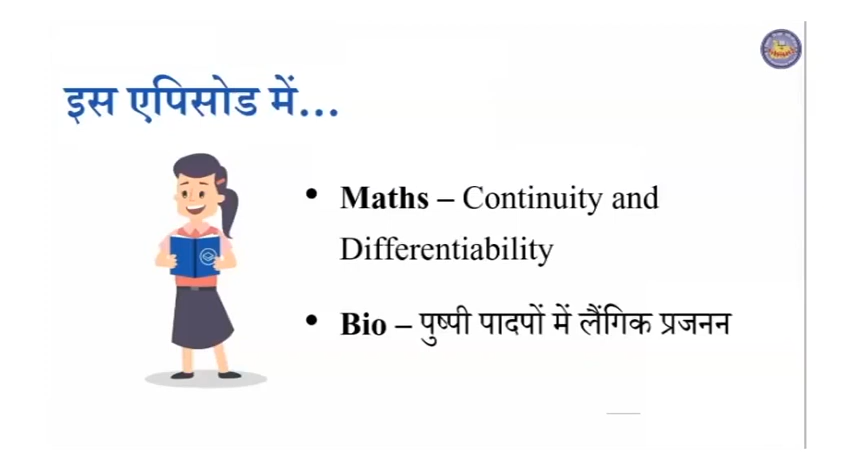 इस एपिसोड में...
• Maths – Continuity and
Differentiability
• Bio – पुष्पी पादपों में लैंगिक प्रजनन